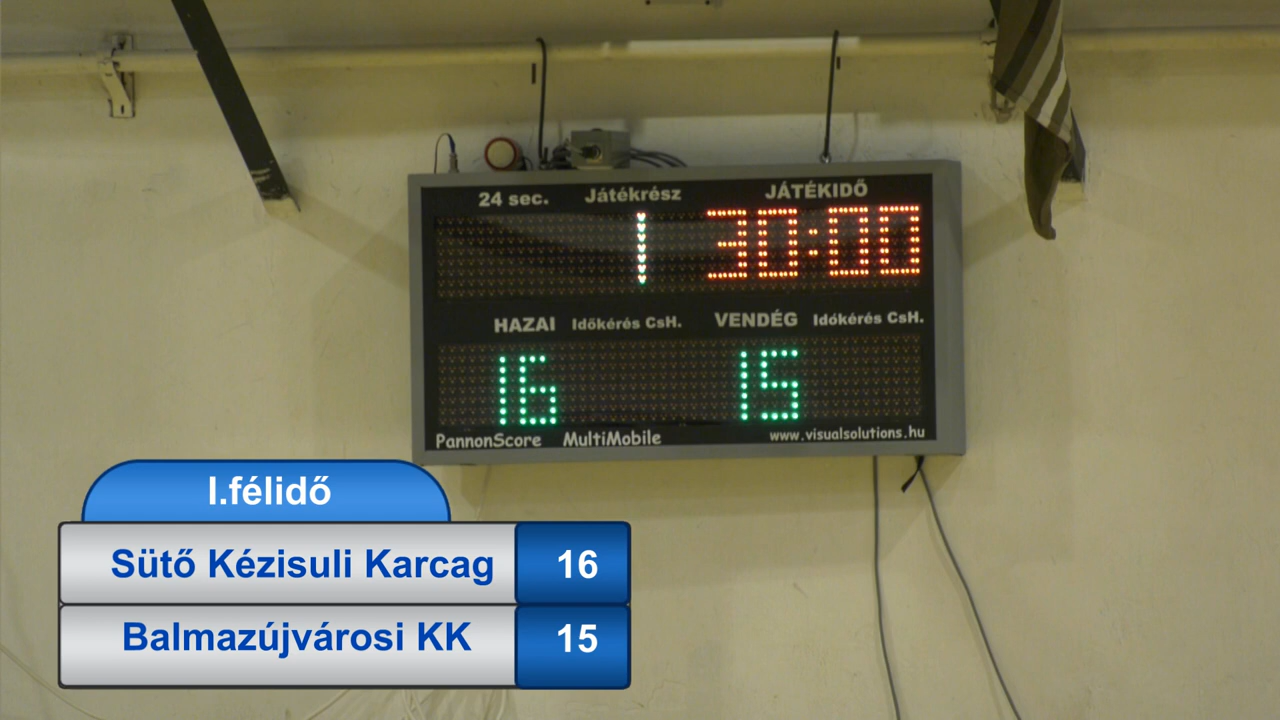 24 sec. Játékrész JÁTÉKIDŐ
1 30:00
HAZAI Időkérés CsH. VENDÉG Időkérés CsH.
16 15
PannonScore MultiMobile www.visualsolutions.hu
I.félidő
Sütő Kézisuli Karcag 16
Balmazújvárosi KK 15